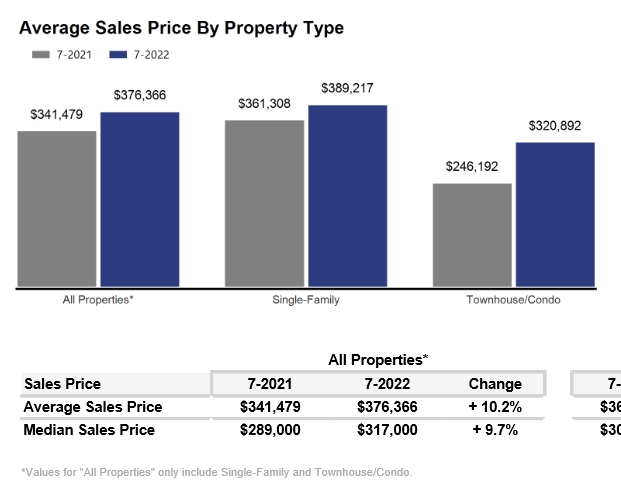 Average Sales Price By Property Type
7-2021 7-2022
$341,479 $376,366 $361,308 $389,217 $246,192 $320,892
All Properties* Single-Family Townhouse/Condo
All Properties*
Sales Price 7-2021 7-2022 Change 7-
Average Sales Price $341,479 $376,366 + 10.2% $36
Median Sales Price $289,000 $317,000 + 9.7% $30
*Values for "All Properties" only include Single-Family and Townhouse/Condo.